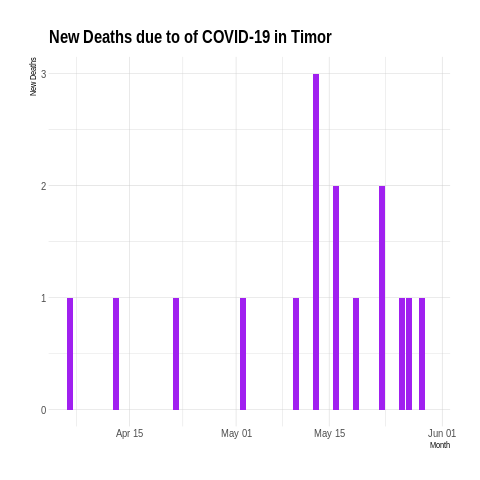 New Deaths due to of COVID-19 in Timor
New Deaths
3
2
1
0
Apr 15
May 01
May 15
Jun 01
Month